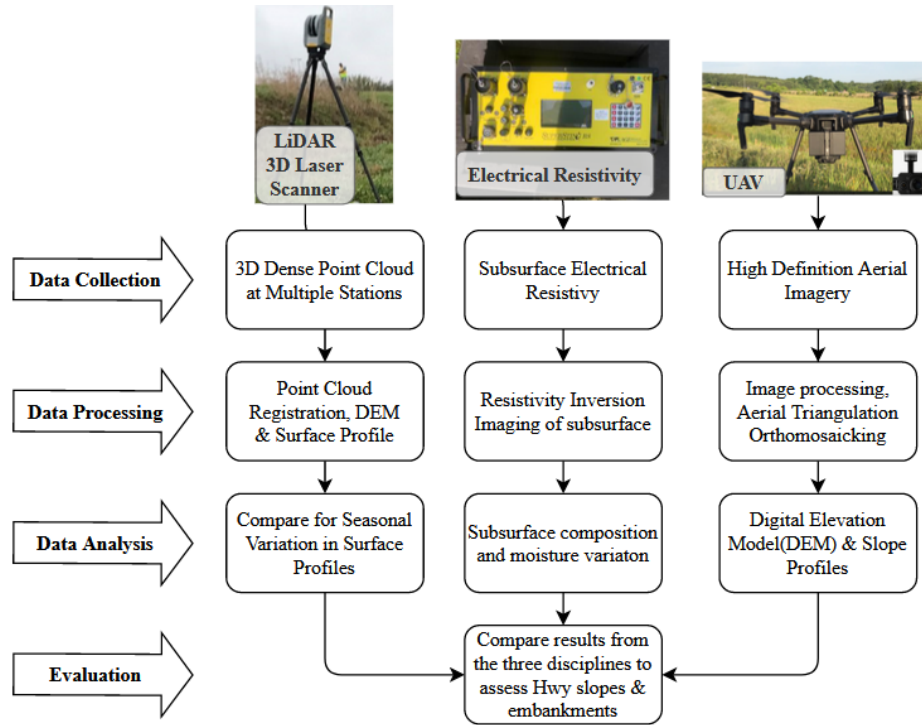 LiDAR
3D Laser
Scanner
Electrical Resistivity
UAV
Data Collection
3D Dense Point Cloud
at Multiple Stations
Subsurface Electrical
Resistivy
High Definition Aerial
Imagery
Data Processing
Point Cloud
Registration, DEM
& Surface Profile
Resistivity Inversion
Imaging of subsurface
Image processing,
Aerial Triangulation
Orthomosaicking
Data Analysis
Compare for Seasonal
Variation in Surface
Profiles
Subsurface composition
and moisture variaton
Digital Elevation
Model(DEM) & Slope
Profiles
Evaluation
Compare results from
the three disciplines to
assess Hwy slopes &
embankments